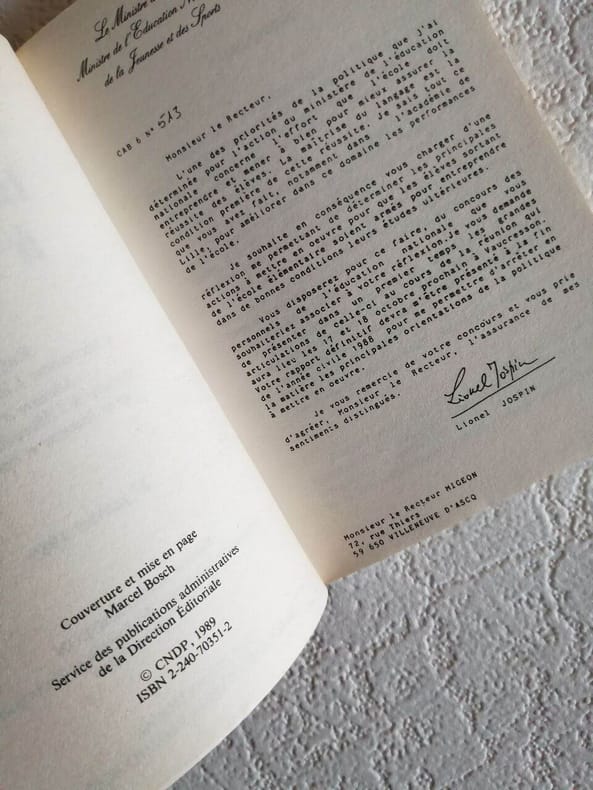 Couverture et mise en page
Marcel Bosch
Service des publications administratives
de la Direction Éditoriale
© CNDP, 1989
ISBN 2-240-70351-2
Le Ministre d
Ministre de l'Éducation N
de la Jeunesse et des Sports
CAB 6 N° 513
Monsieur le Recteur,
L'une des priorités de la politique que j'ai
déterminée pour l'action du ministère de l'éducation
nationale concerne l'effort que l'école doit
entreprendre et mener à bien pour mieux assurer la
réussite des élèves. La maîtrise du langage est la
condition première de cette réussite. Je sais tout ce
que vous avez fait, notamment dans l'académie de
Lille, pour améliorer dans ce domaine les performances
de l'école.
Je souhaite en conséquence vous charger d'une
réflexion me permettant de déterminer les principales
actions à mettre en oeuvre pour que les élèves sortant
de l'école élémentaire soient armés pour entreprendre
dans de bonnes conditions leurs études ultérieures.
Vous disposerez pour ce faire, du concours des
personnels de l'éducation nationale que vous
souhaiteriez associer à votre réflexion. Je vous demande
de présenter dans un premier temps, les grandes
articulations de celle-ci au cours de la réunion qui
aura lieu les 17 et 18 octobre prochain à Vaucresson.
Votre rapport définitif devra m'être présenté à la fin
de l'année civile 1988 pour me permettre d'arrêter en
la matière les principales orientations de la politique
à mettre en oeuvre.
Je vous remercie de votre concours et vous prie
d'agréer, Monsieur le Recteur, l'assurance de mes
sentiments distingués.
Lionel Jospin
Lionel JOSPIN
Monsieur le Recteur MIGEON
72, rue Thiers
59 650 VILLENEUVE D'ASCQ